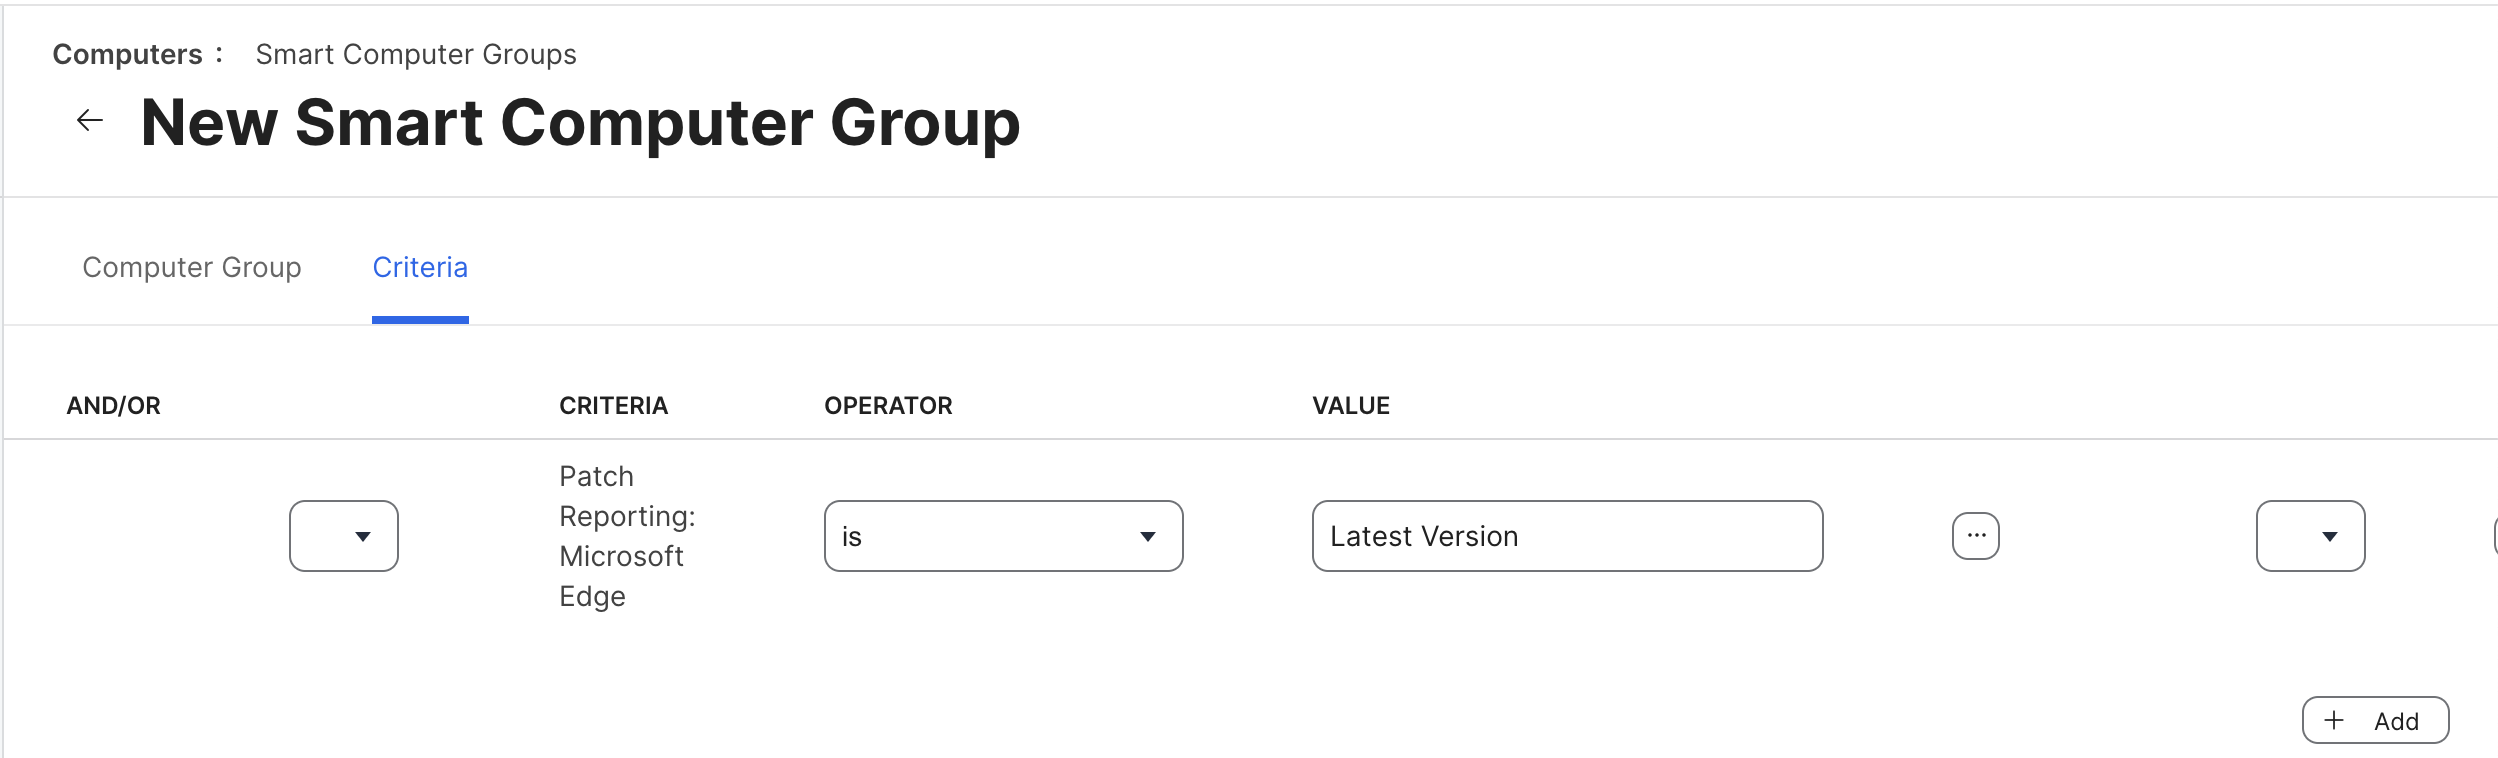 Computers : Smart Computer Groups
New Smart Computer Group
Computer Group Criteria
AND/OR CRITERIA OPERATOR VALUE
Patch
Reporting:
is Latest Version
Microsoft
Edge
Add